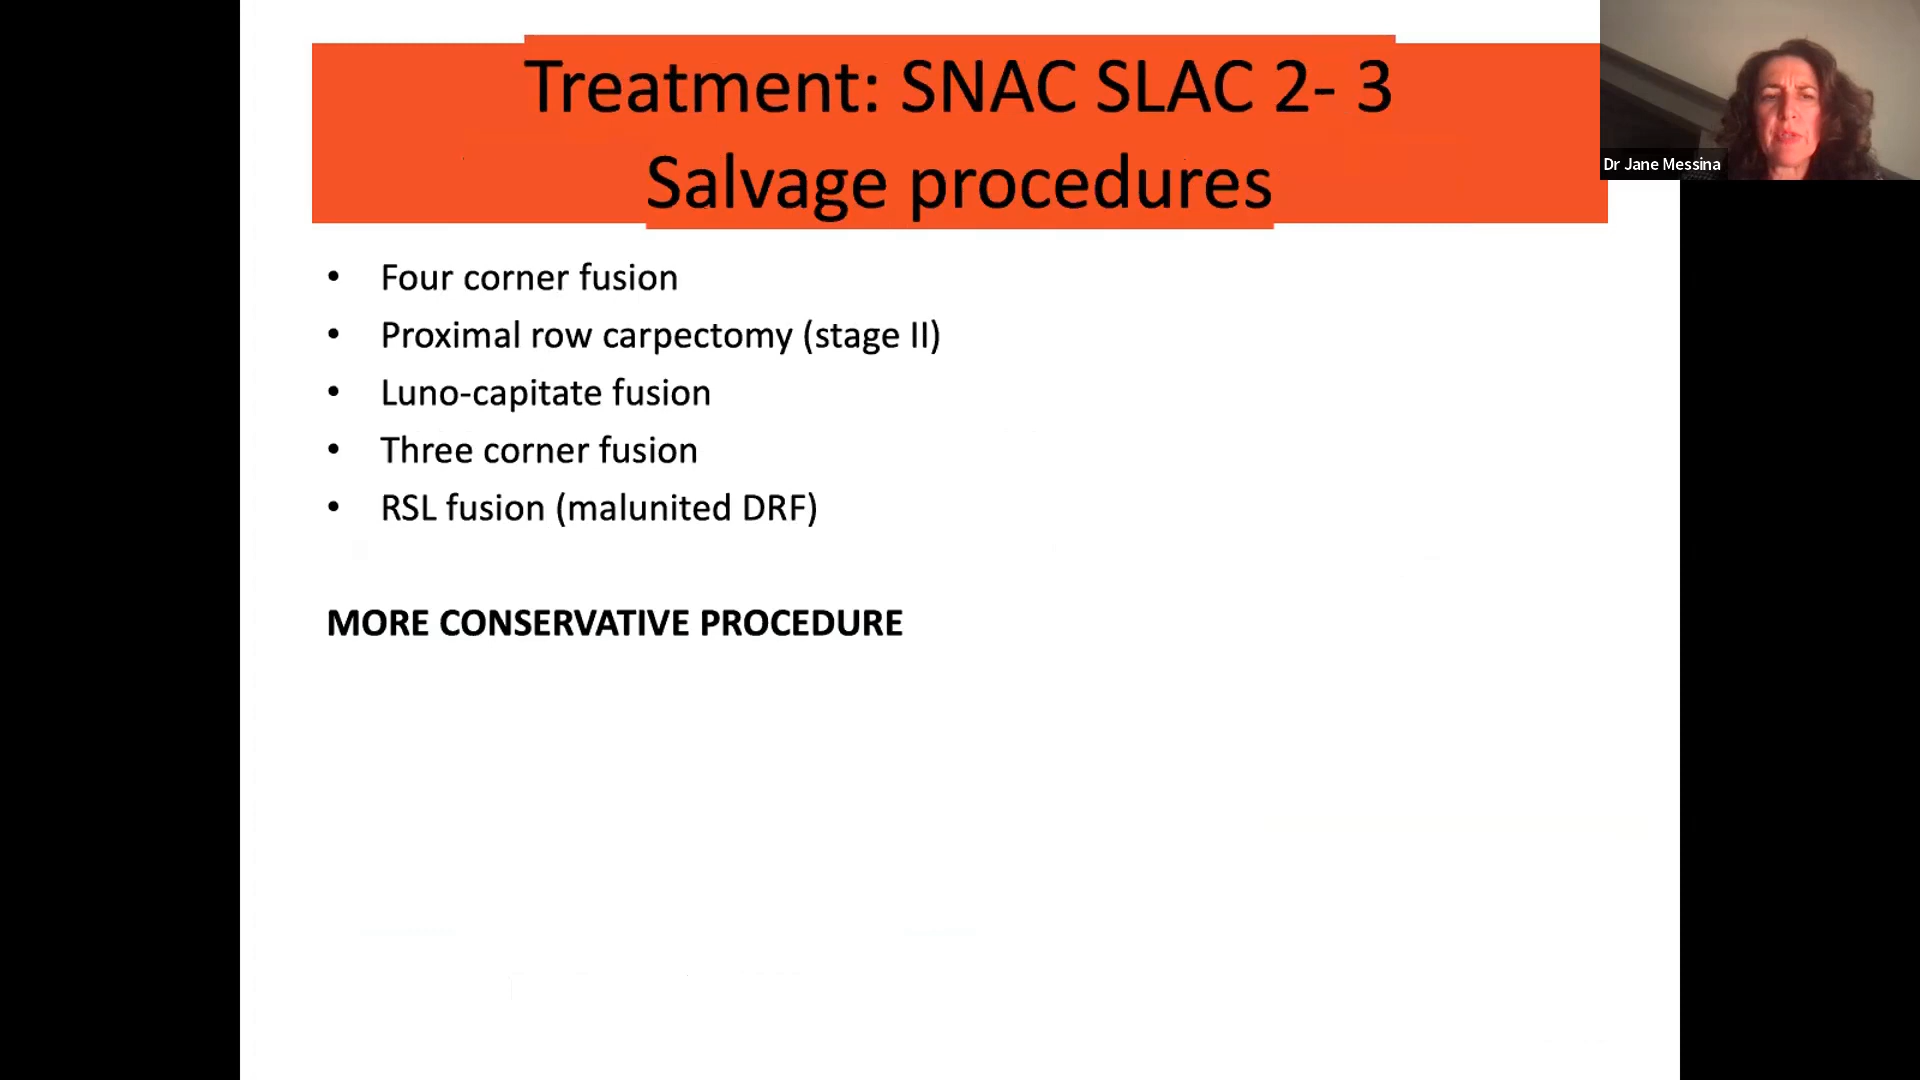 Treatment: SNAC SLAC 2- 3
Salvage procedures
Dr Jane Messina
• Four corner fusion
• Proximal row carpectomy (stage II)
• Luno-capitate fusion
• Three corner fusion
• RSL fusion (malunited DRF)
MORE CONSERVATIVE PROCEDURE